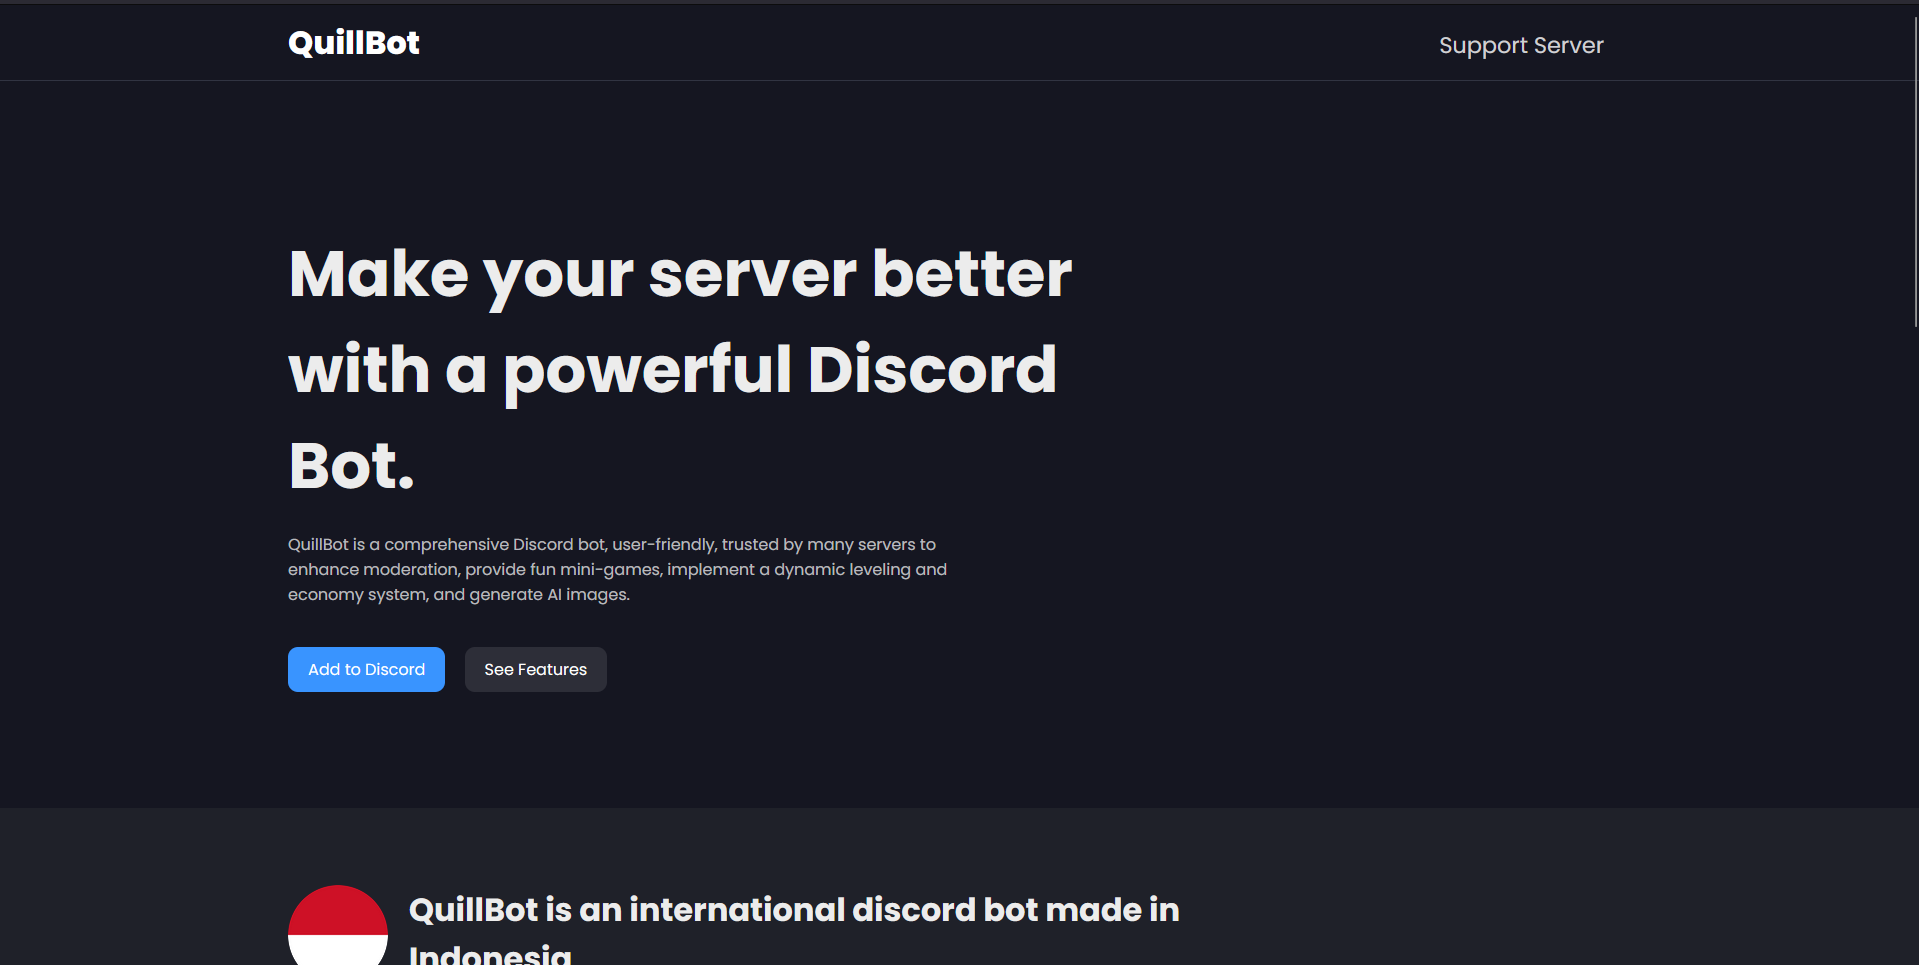 QuillBot
Support Server
Make your server better
with a powerful Discord
Bot.
QuillBot is a comprehensive Discord bot, user-friendly, trusted by many servers to
enhance moderation, provide fun mini-games, implement a dynamic leveling and
economy system, and generate AI images.
Add to Discord
See Features
QuillBot is an international discord bot made in
Indonesia